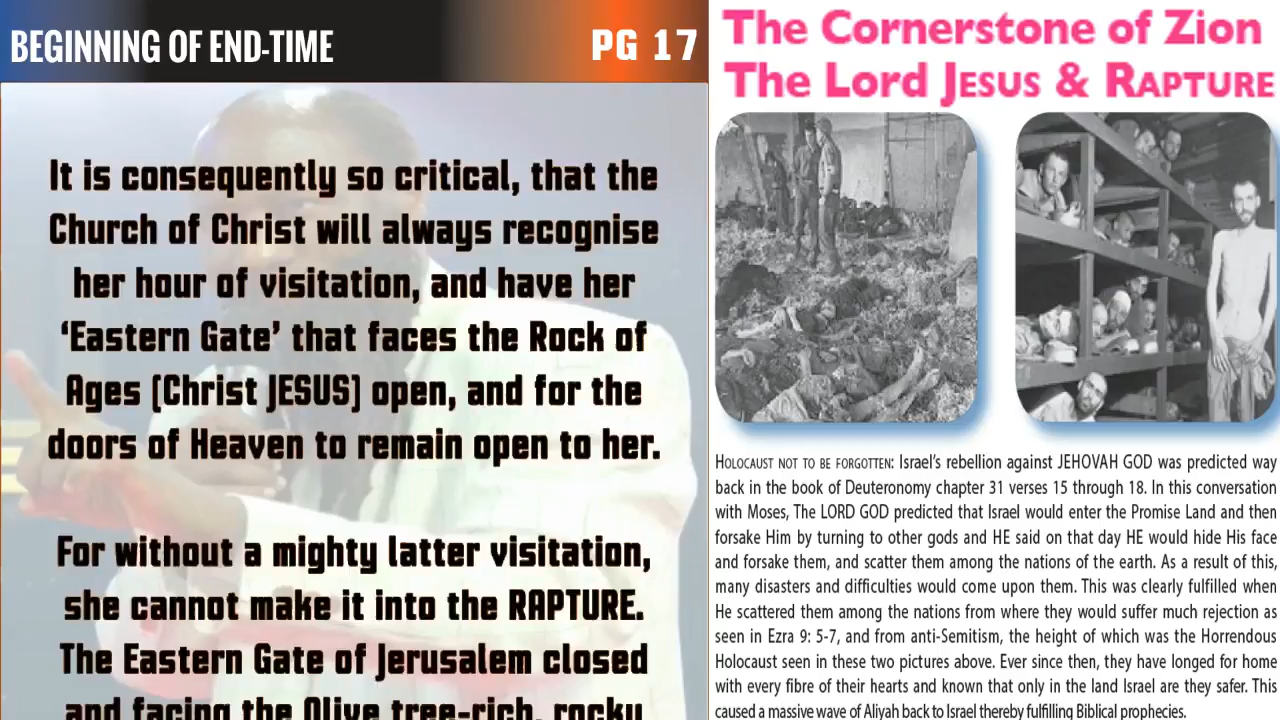 BEGINNING OF END-TIME
PG 17
It is consequently so critical, that the
Church of Christ will always recognise
her hour of visitation, and have her
‘Eastern Gate’ that faces the Rock of
Ages (Christ JESUS) open, and for the
doors of Heaven to remain open to her.
For without a mighty latter visitation,
she cannot make it into the RAPTURE.
The Eastern Gate of Jerusalem closed
and facing the Olive tree-rich, rocky
The Cornerstone of Zion
The Lord JESUS & RAPTURE
HOLOCAUST NOT TO BE FORGOTTEN: Israel's rebellion against JEHOVAH GOD was predicted way
back in the book of Deuteronomy chapter 31 verses 15 through 18. In this conversation
with Moses, The LORD GOD predicted that Israel would enter the Promise Land and then
forsake Him by turning to other gods and HE said on that day HE would hide His face
and forsake them, and scatter them among the nations of the earth. As a result of this,
many disasters and difficulties would come upon them. This was clearly fulfilled when
He scattered them among the nations from where they would suffer much rejection as
seen in Ezra 9: 5-7, and from anti-Semitism, the height of which was the Horrendous
Holocaust seen in these two pictures above. Ever since then, they have longed for home
with every fibre of their hearts and known that only in the land Israel are they safer. This
caused a massive wave of Aliyah back to Israel thereby fulfilling Biblical prophecies.